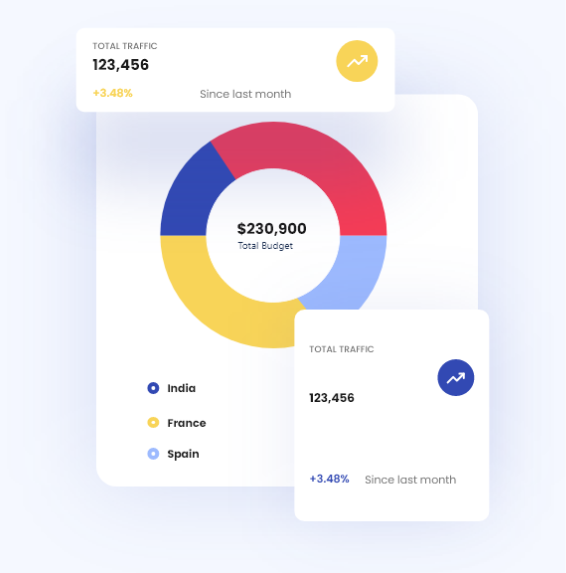 TOTAL TRAFFIC
123,456
+3.48% Since last month
$230,900
Total Budget
India
France
Spain
TOTAL TRAFFIC
123,456
+3.48% Since last month